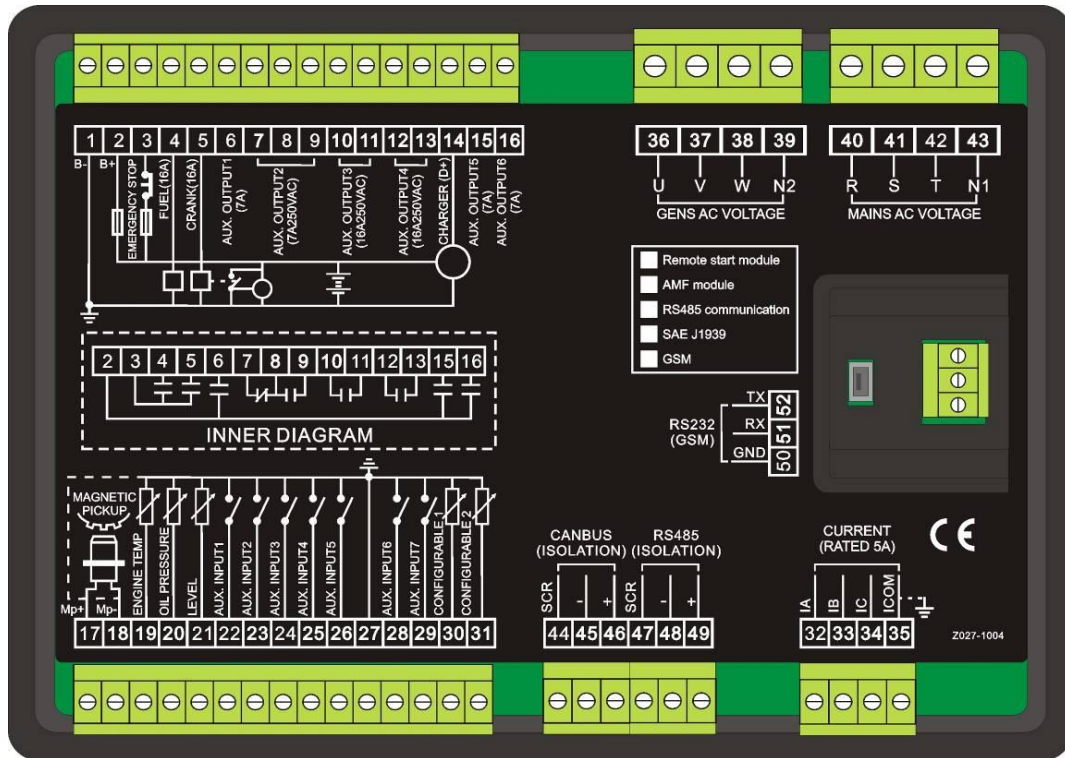 1 2 3 4 5 6 7 8 9 10 11 12 13 14 15 16
B-
B+
EMERGENCY STOP
FUEL(16A)
CRANK(16A)
AUX. OUTPUT1
(7A)
AUX. OUTPUT2
(7A250VAC)
AUX. OUTPUT3
(16A250VAC)
AUX. OUTPUT4
(16A250VAC)
CHARGER (D+)
AUX. OUTPUT5
(7A)
AUX. OUTPUT6
(7A)
36 37 38 39
U V W N2
GENS AC VOLTAGE
40 41 42 43
R S T N1
MAINS AC VOLTAGE
Remote start module
AMF module
RS485 communication
SAE J1939
GSM
2 3 4 5 6 7 8 9 10 11 12 13 15 16
INNER DIAGRAM
RS232
(GSM)
TX 52
RX 51
GND 50
MAGNETIC
PICKUP
Mp+ Mp-
ENGINE TEMP
OIL PRESSURE
LEVEL
AUX. INPUT1
AUX. INPUT2
AUX. INPUT3
AUX. INPUT4
AUX. INPUT5
AUX. INPUT6
AUX. INPUT7
CONFIGURABLE 1
CONFIGURABLE 2
17 18 19 20 21 22 23 24 25 26 27 28 29 30 31
CANBUS
(ISOLATION)
SCR - +
44 45 46
RS485
(ISOLATION)
SCR - +
47 48 49
CURRENT
(RATED 5A)
IA IB IC ICOM
32 33 34 35
CE
Z027-1004